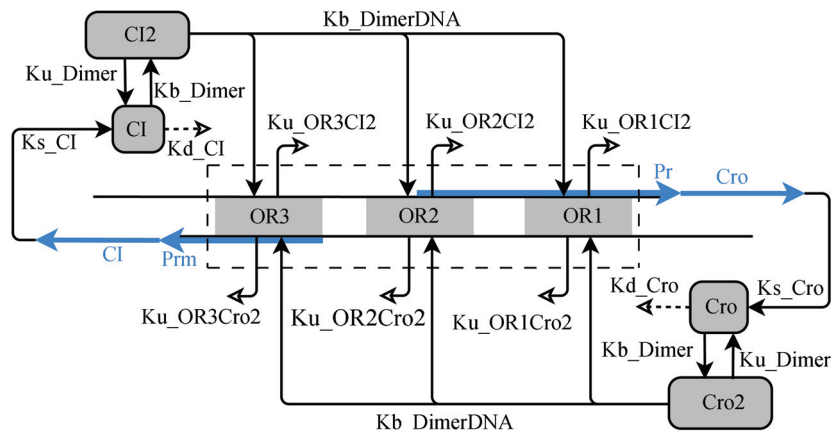 Kb_DimerDNA
CI2
Ku_Dimer
Kb_Dimer
CI
Ks_CI
Kd_CI
Ku_OR3CI2
Ku_OR2CI2
Ku_OR1CI2
Pr
Cro
OR3
OR2
OR1
CI
Prm
Kd_Cro
Ks_Cro
Cro
Ku_OR3Cro2
Ku_OR2Cro2
Ku_OR1Cro2
Kb_Dimer
Ku_Dimer
Cro2
Kb_DimerDNA